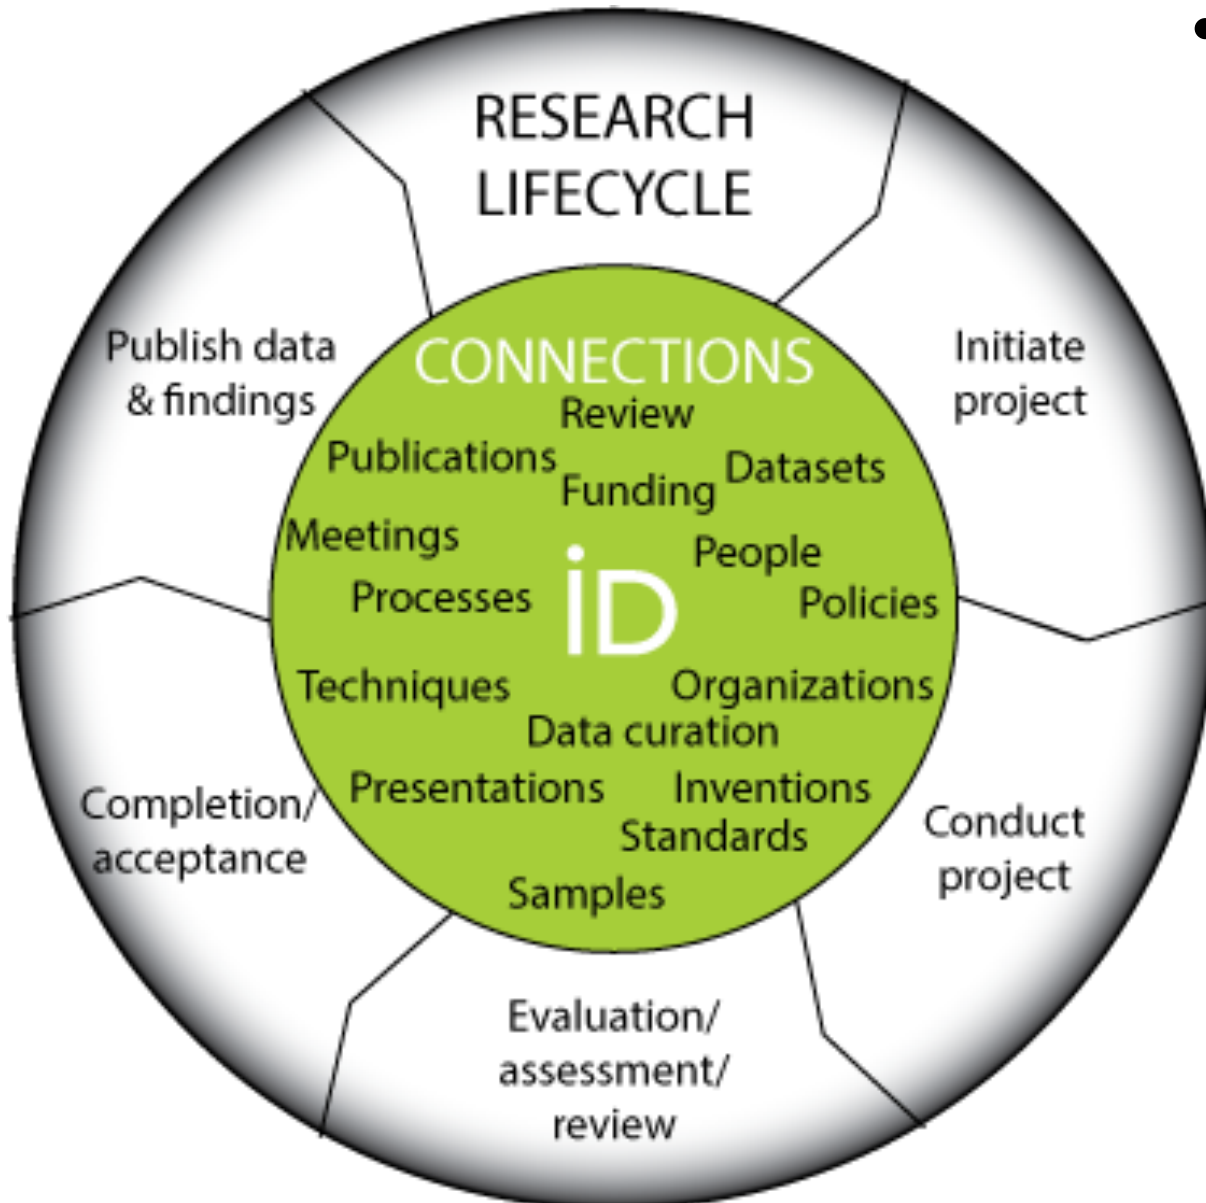 RESEARCH
LIFECYCLE
Initiate
project
Conduct
project
Evaluation/
assessment/
review
Completion/
acceptance
Publish data
& findings
CONNECTIONS
Review
Publications
Datasets
Funding
Meetings
People
Processes
iD
Policies
Techniques
Organizations
Data curation
Presentations
Inventions
Standards
Samples